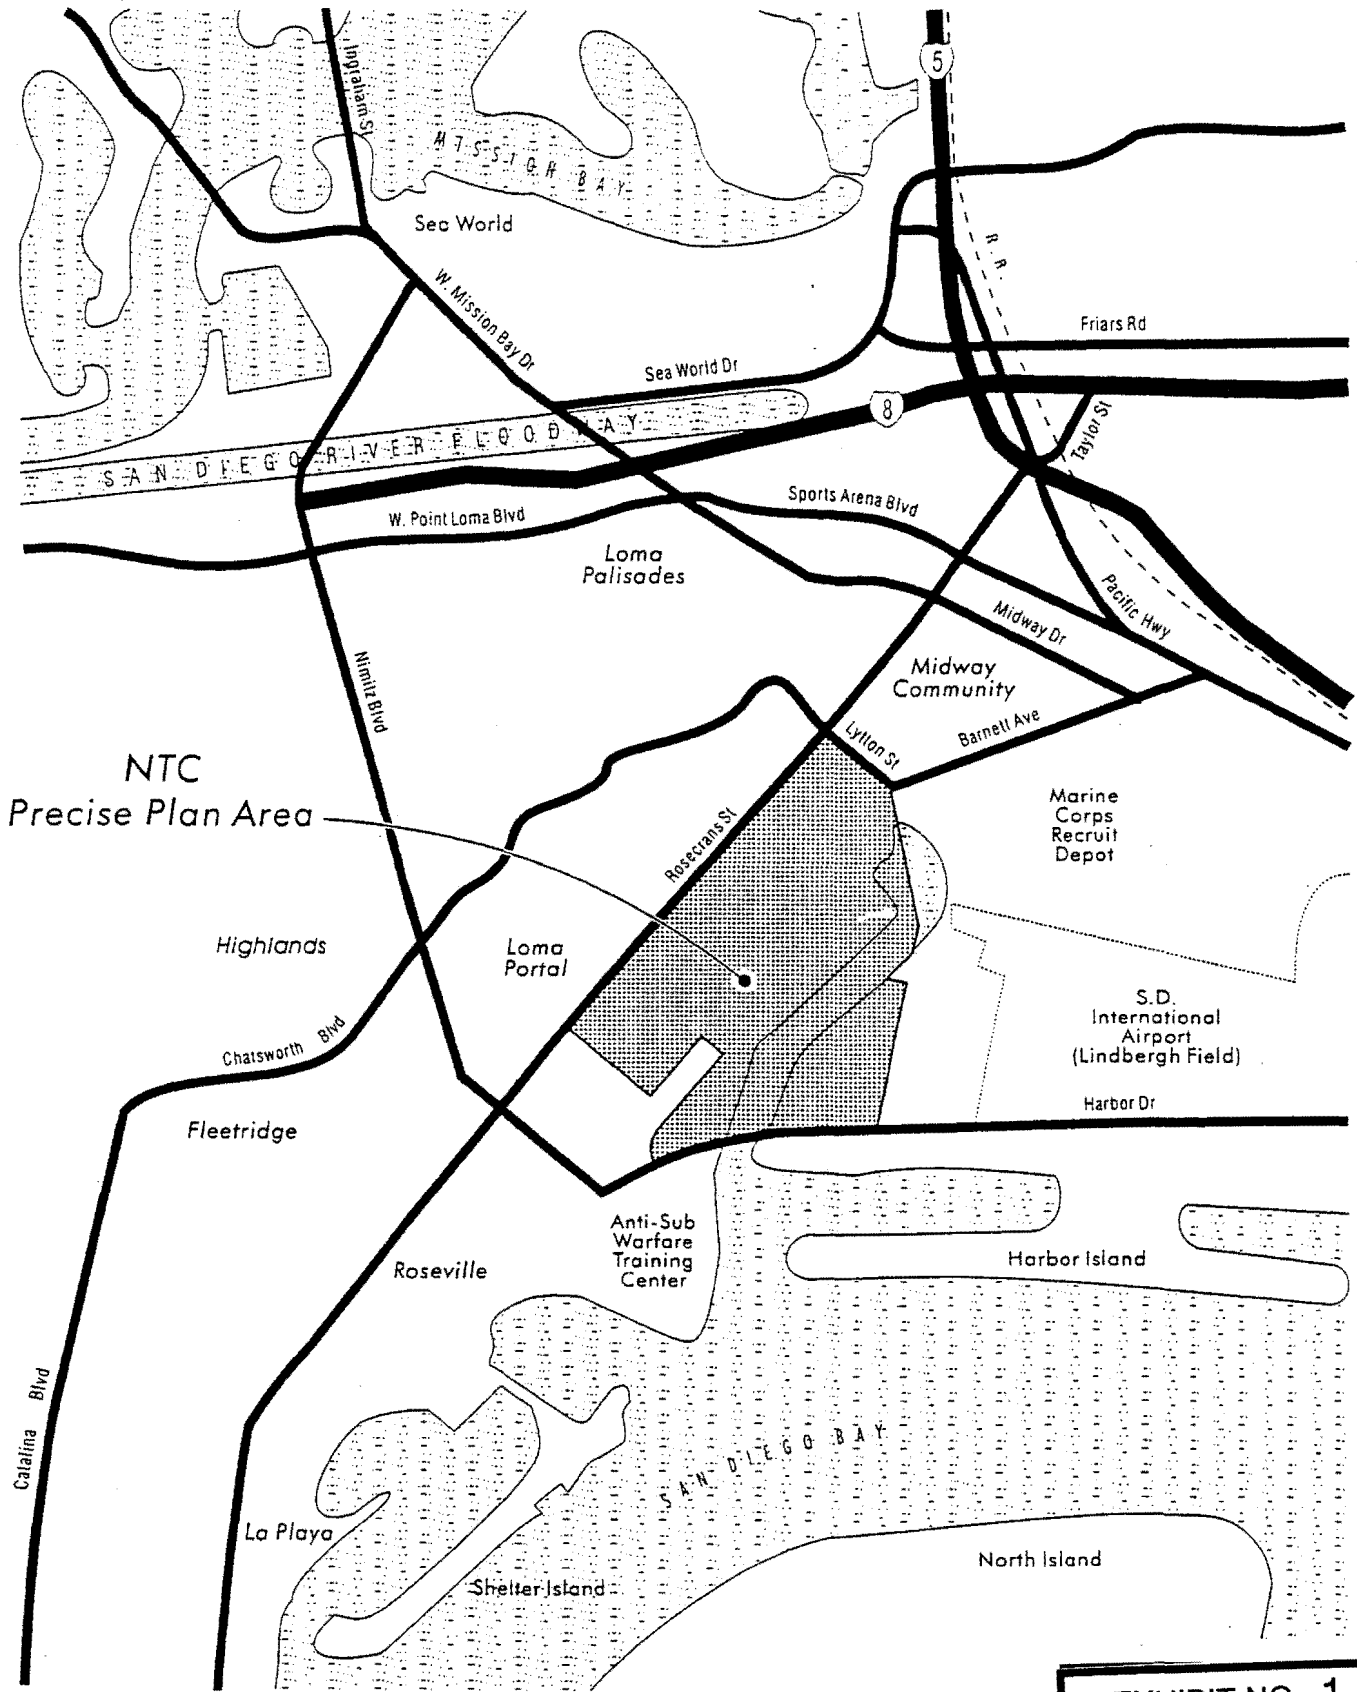 5
Ingraham St
MISSION BAY
Sea World
R. R.
W. Mission Bay Dr
Friars Rd
Sea World Dr
8
Taylor St
SAN DIEGO RIVER FLOODWAY
Sports Arena Blvd
W. Point Loma Blvd
Loma
Palisades
Pacific Hwy
Midway Dr
Nimitz Blvd
Midway
Community
Lytton St
Barnett Ave
NTC
Precise Plan Area
Marine
Corps
Recruit
Depot
Rosecrans St
Highlands
Loma
Portal
S.D.
International
Airport
(Lindbergh Field)
Chatsworth Blvd
Harbor Dr
Fleetridge
Anti-Sub
Warfare
Training
Center
Roseville
Harbor Island
Catalina Blvd
SAN DIEGO BAY
La Playa
North Island
Shelter Island
EXHIBIT NO. 1